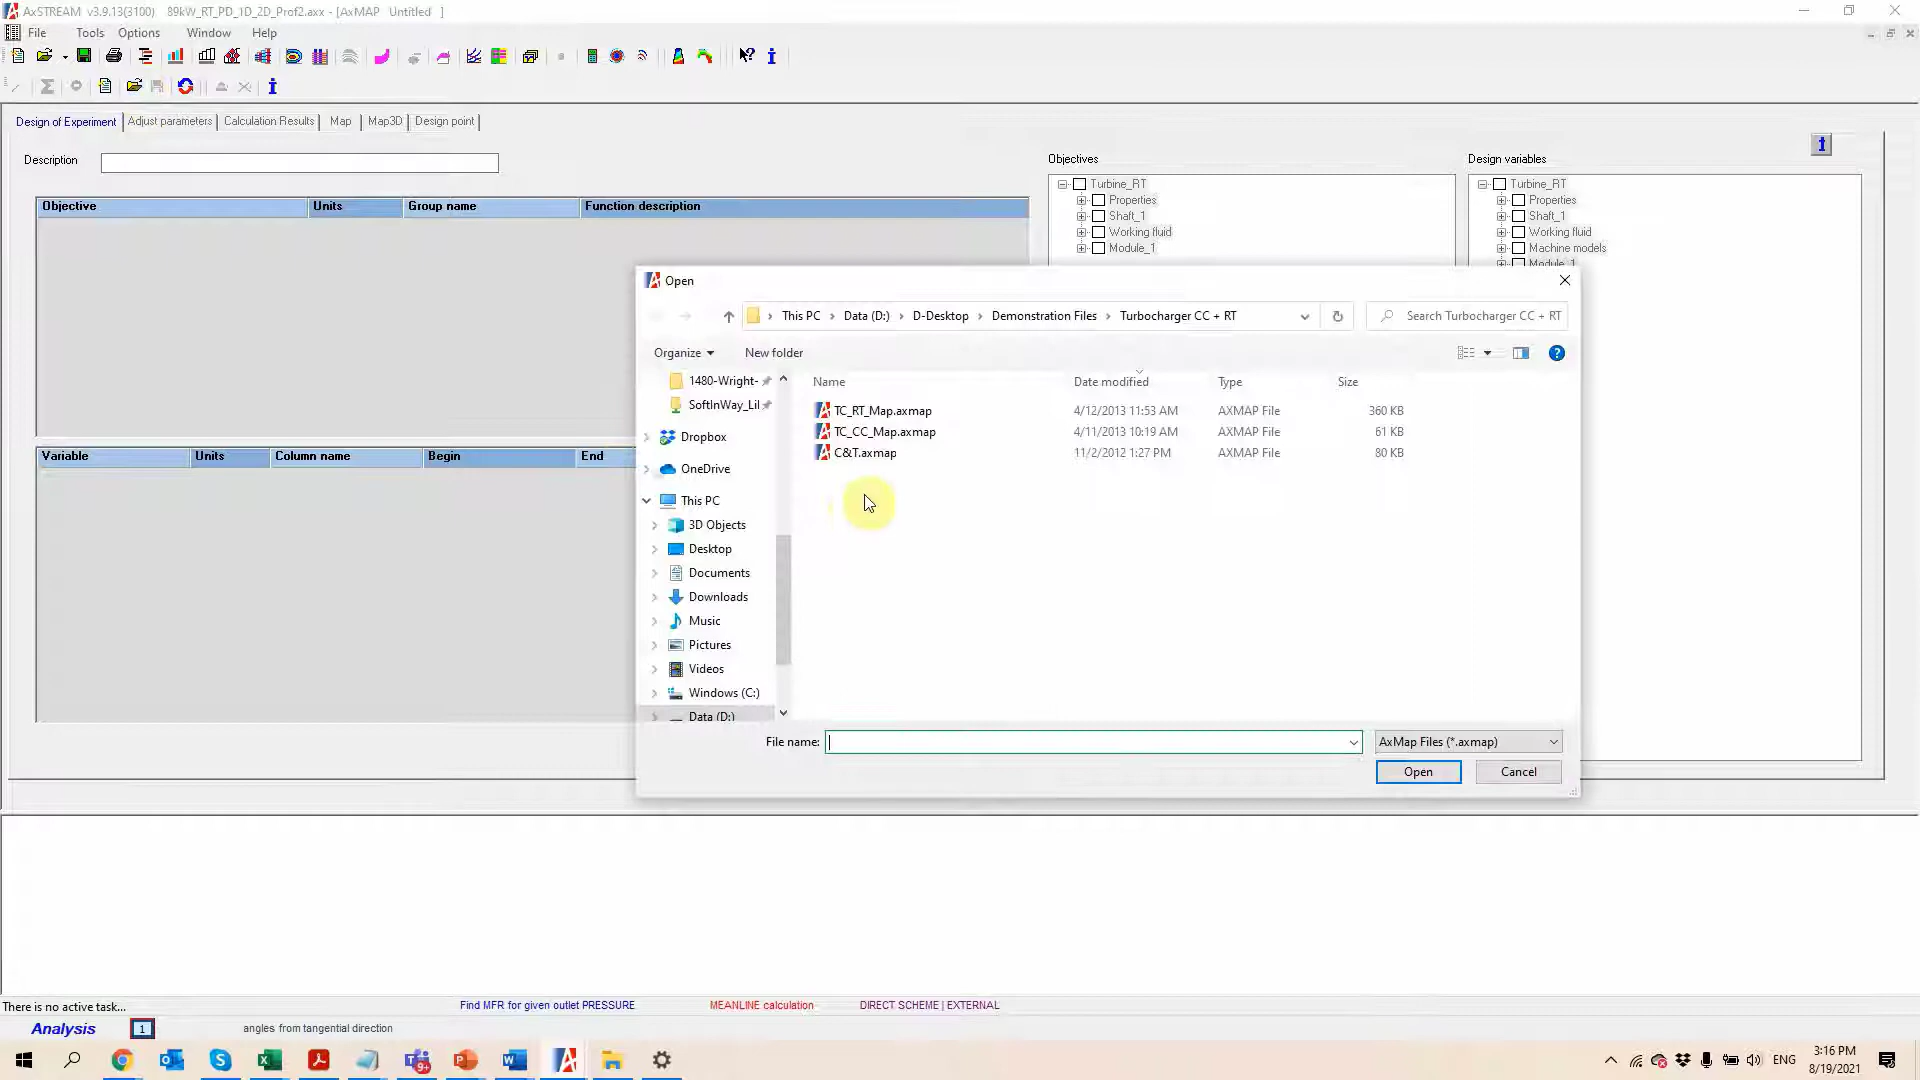 AxSTREAM v3.9.13(3100) 89kW_RT_PD_1D_2D_Prof2.axx - [AxMAP Untitled ]
File Tools Options Window Help
Design of Experiment Adjust parameters Calculation Results Map Map3D Design point
Description
Objective Units Group name Function description
Variable Units Column name Begin End
Objectives
Turbine_RT
Properties
Shaft_1
Working fluid
Module_1
Design variables
Turbine_RT
Properties
Shaft_1
Working fluid
Machine models
Module_1
Open
This PC Data (D:) D-Desktop Demonstration Files Turbocharger CC + RT
Search Turbocharger CC + RT
Organize New folder
1480-Wright-
SoftInWay_Lil
Dropbox
OneDrive
This PC
3D Objects
Desktop
Documents
Downloads
Music
Pictures
Videos
Windows (C:)
Data (D:)
Name Date modified Type Size
TC_RT_Map.axmap 4/12/2013 11:53 AM AXMAP File 360 KB
TC_CC_Map.axmap 4/11/2013 10:19 AM AXMAP File 61 KB
C&T.axmap 11/2/2012 1:27 PM AXMAP File 80 KB
File name: AxMap Files (*.axmap)
Open Cancel
There is no active task... Find MFR for given outlet PRESSURE MEANLINE calculation DIRECT SCHEME | EXTERNAL
Analysis 1 angles from tangential direction
9+
ENG
3:16 PM
8/19/2021